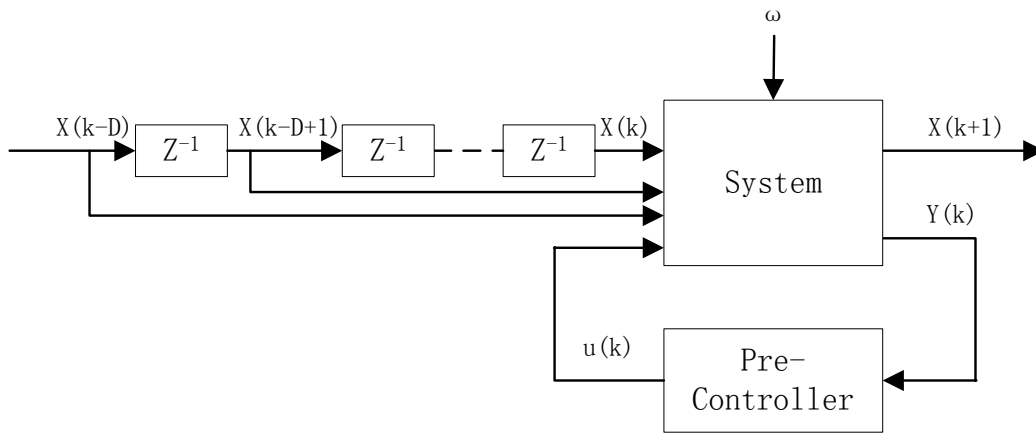 ω
X(k-D)
Z⁻¹
X(k-D+1)
Z⁻¹
Z⁻¹
X(k)
System
X(k+1)
Y(k)
u(k)
Pre-
Controller